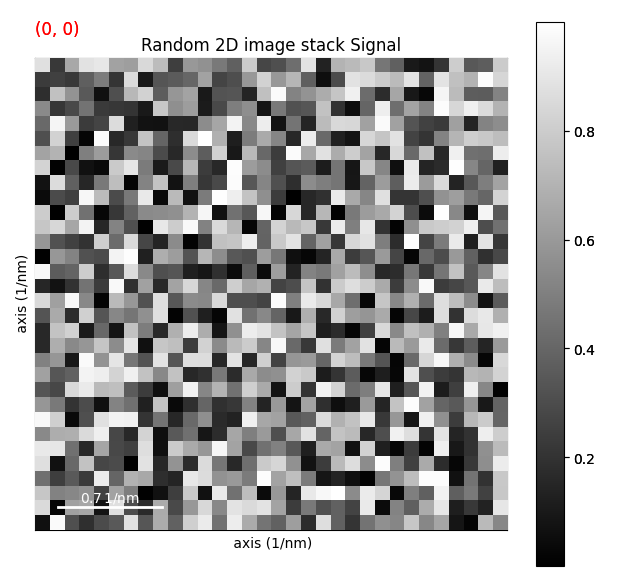 (0, 0)
Random 2D image stack Signal
axis (1/nm)
0.7 1/nm
axis (1/nm)
0.8
0.6
0.4
0.2